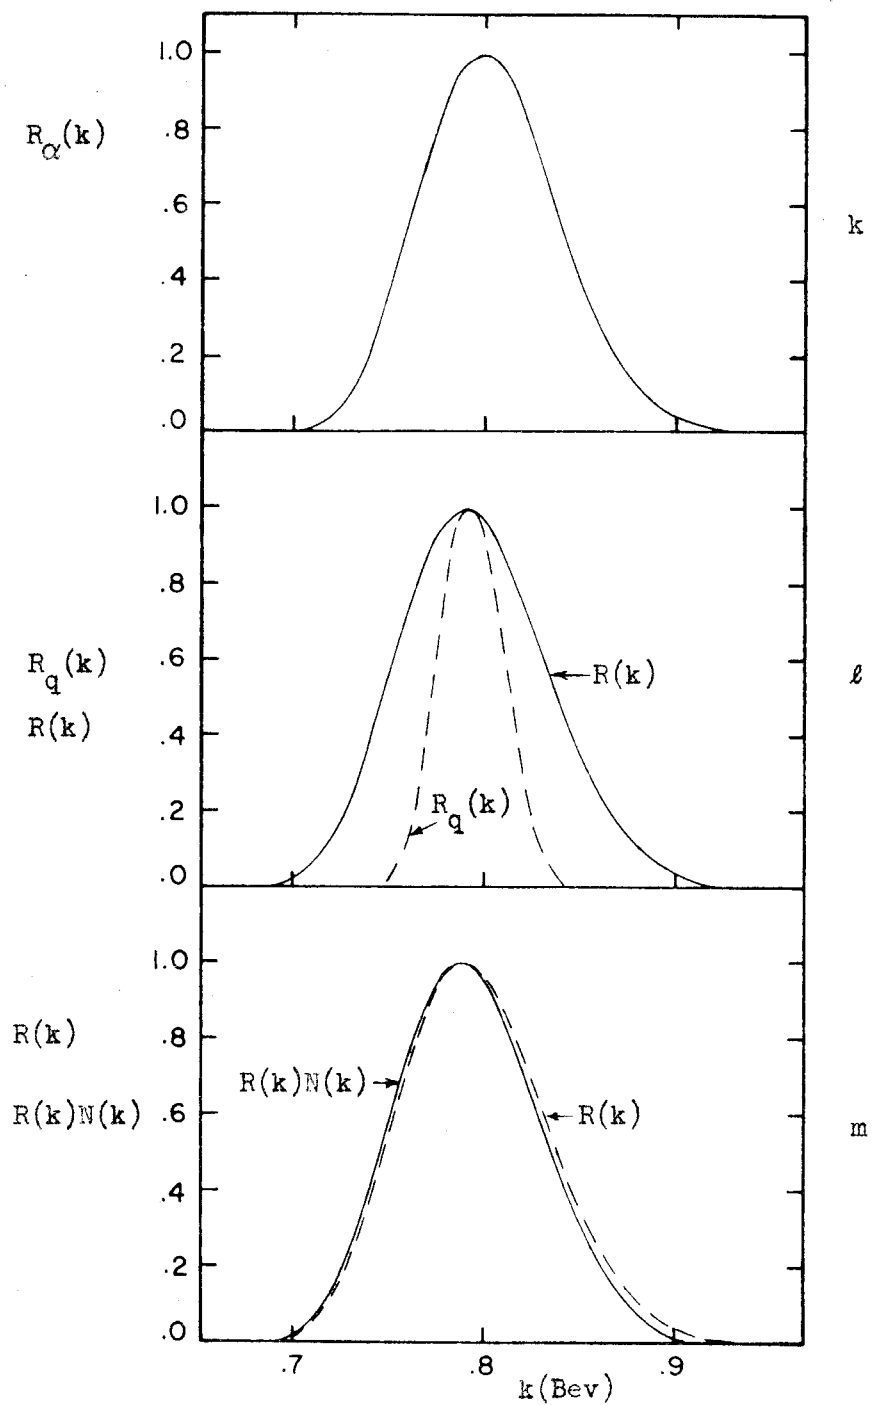 1.0
R_α(k)
.8
.6
k
.4
.2
.0
1.0
.8
R_q(k)
.6
R(k)
ℓ
R(k)
.4
.2
R_q(k)
.0
1.0
R(k)
.8
R(k)N(k)
R(k)N(k)
.6
R(k)
m
.4
.2
.0
.7
.8
.9
k(Bev)